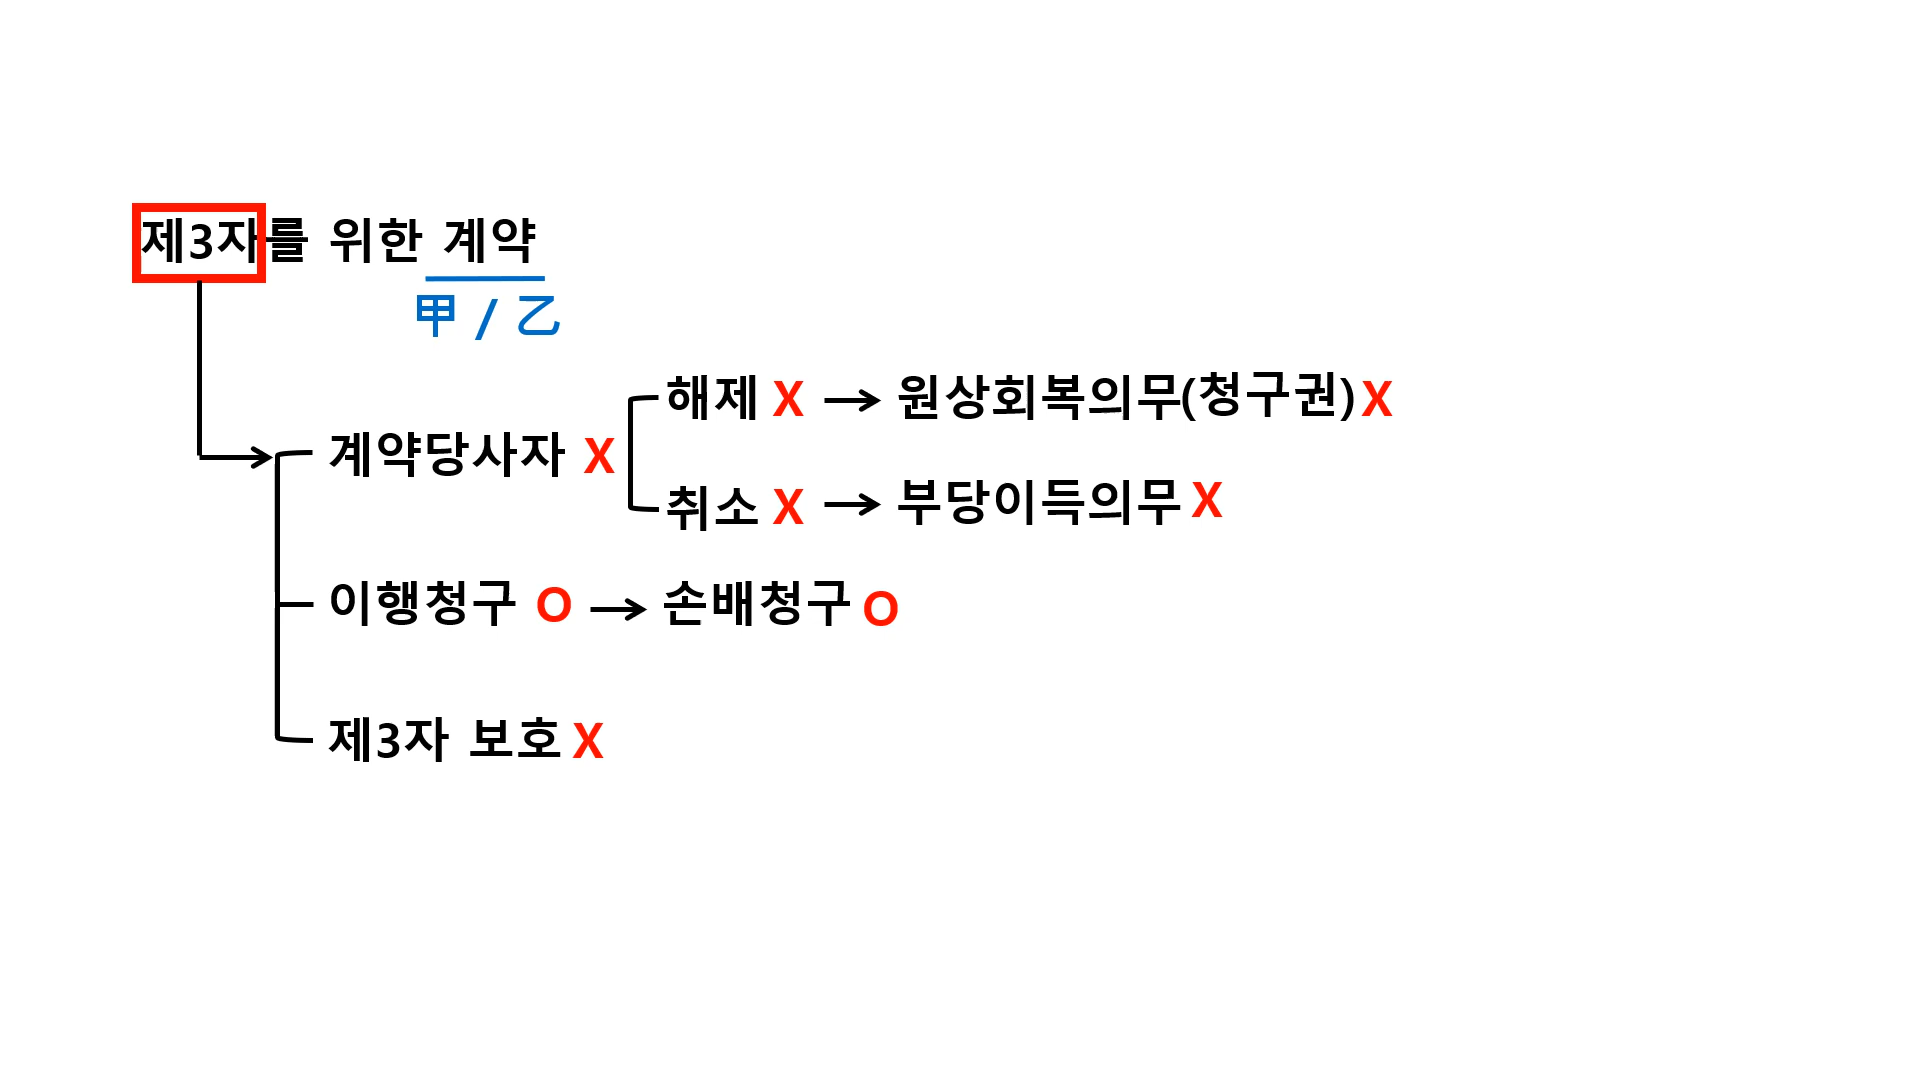 제3자를 위한 계약
甲 / 乙
해제 X → 원상회복의무(청구권) X
계약당사자 X
취소 X → 부당이득의무 X
이행청구 O → 손배청구 O
제3자 보호 X